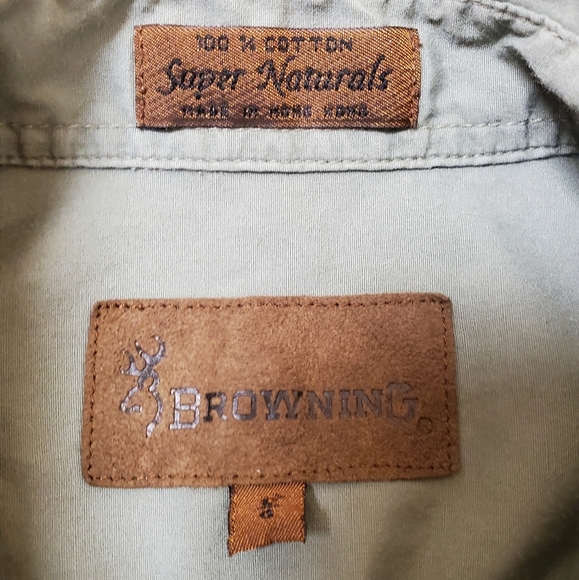 100 % COTTON
Super Naturals
MADE IN HONG KONG
BROWNING®